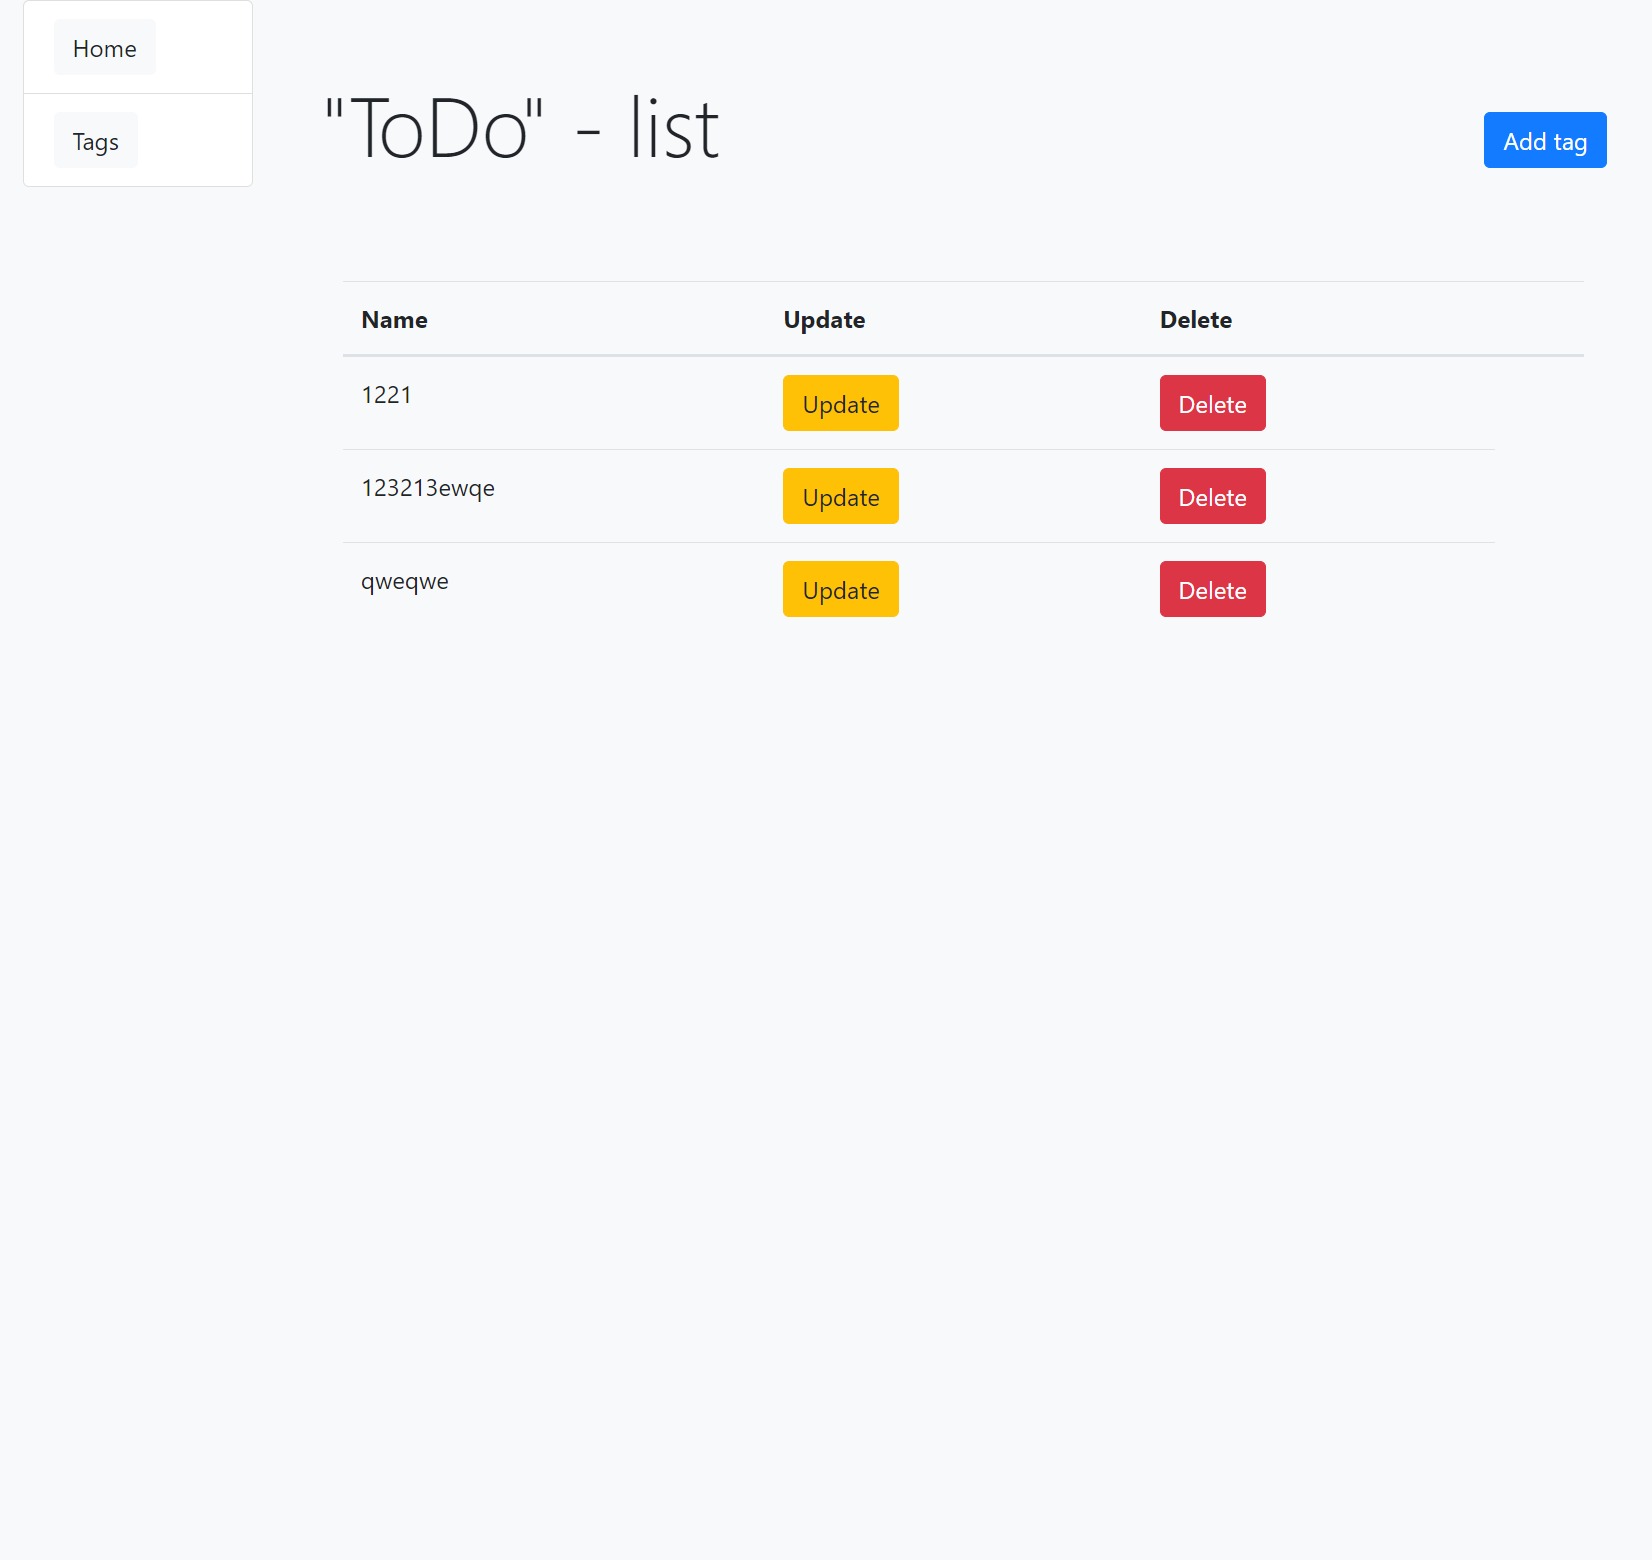 Home
Tags
"ToDo" - list
Add tag
Name Update Delete
1221 Update Delete
123213ewqe Update Delete
qweqwe Update Delete